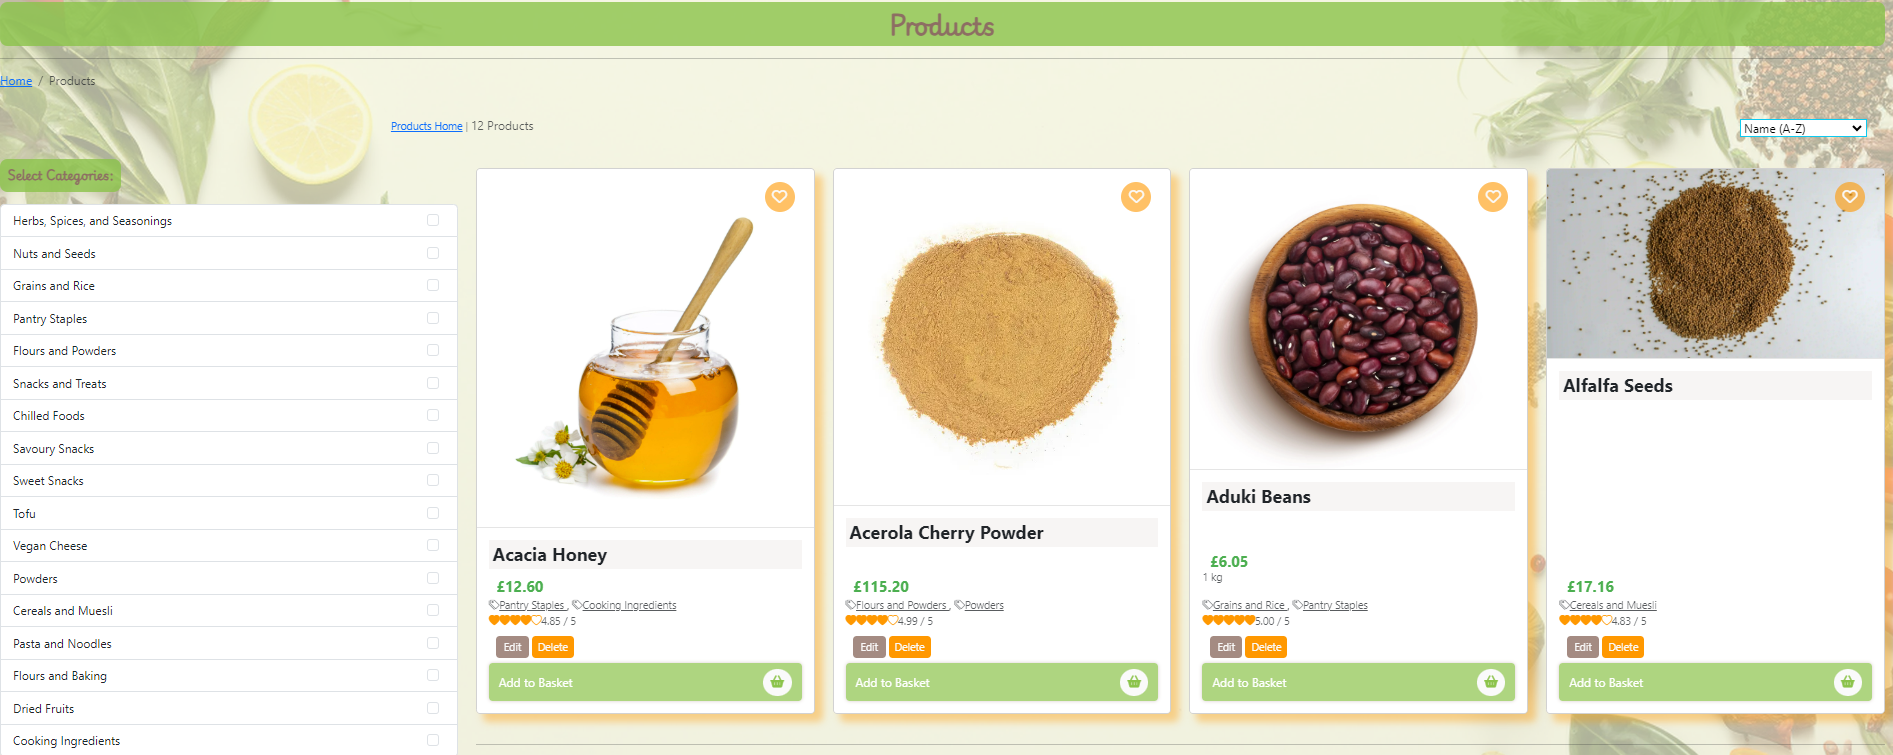 Products
Home / Products
Products Home | 12 Products
Name (A-Z)
Select Categories:
Herbs, Spices, and Seasonings
Nuts and Seeds
Grains and Rice
Pantry Staples
Flours and Powders
Snacks and Treats
Chilled Foods
Savoury Snacks
Sweet Snacks
Tofu
Vegan Cheese
Powders
Cereals and Muesli
Pasta and Noodles
Flours and Baking
Dried Fruits
Cooking Ingredients
Acacia Honey
£12.60
Pantry Staples , Cooking Ingredients
4.85 / 5
Edit Delete
Add to Basket
Acerola Cherry Powder
£115.20
Flours and Powders , Powders
4.99 / 5
Edit Delete
Add to Basket
Aduki Beans
£6.05
1 kg
Grains and Rice , Pantry Staples
5.00 / 5
Edit Delete
Add to Basket
Alfalfa Seeds
£17.16
Cereals and Muesli
4.83 / 5
Edit Delete
Add to Basket